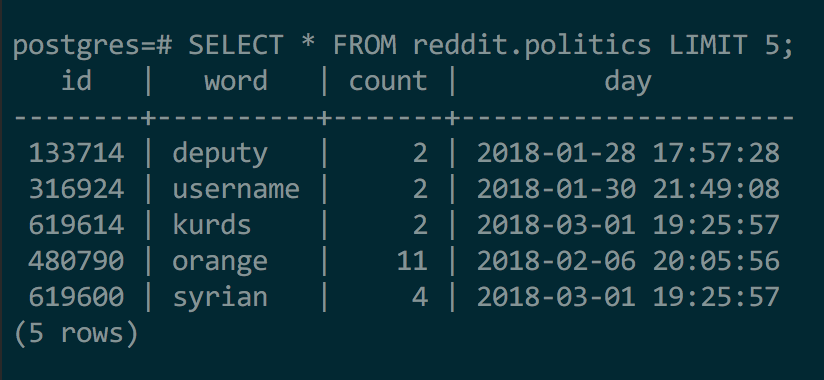 postgres=# SELECT * FROM reddit.politics LIMIT 5;
   id   |   word   | count |         day
--------+----------+-------+---------------------
 133714 | deputy   |     2 | 2018-01-28 17:57:28
 316924 | username |     2 | 2018-01-30 21:49:08
 619614 | kurds    |     2 | 2018-03-01 19:25:57
 480790 | orange   |    11 | 2018-02-06 20:05:56
 619600 | syrian   |     4 | 2018-03-01 19:25:57
(5 rows)